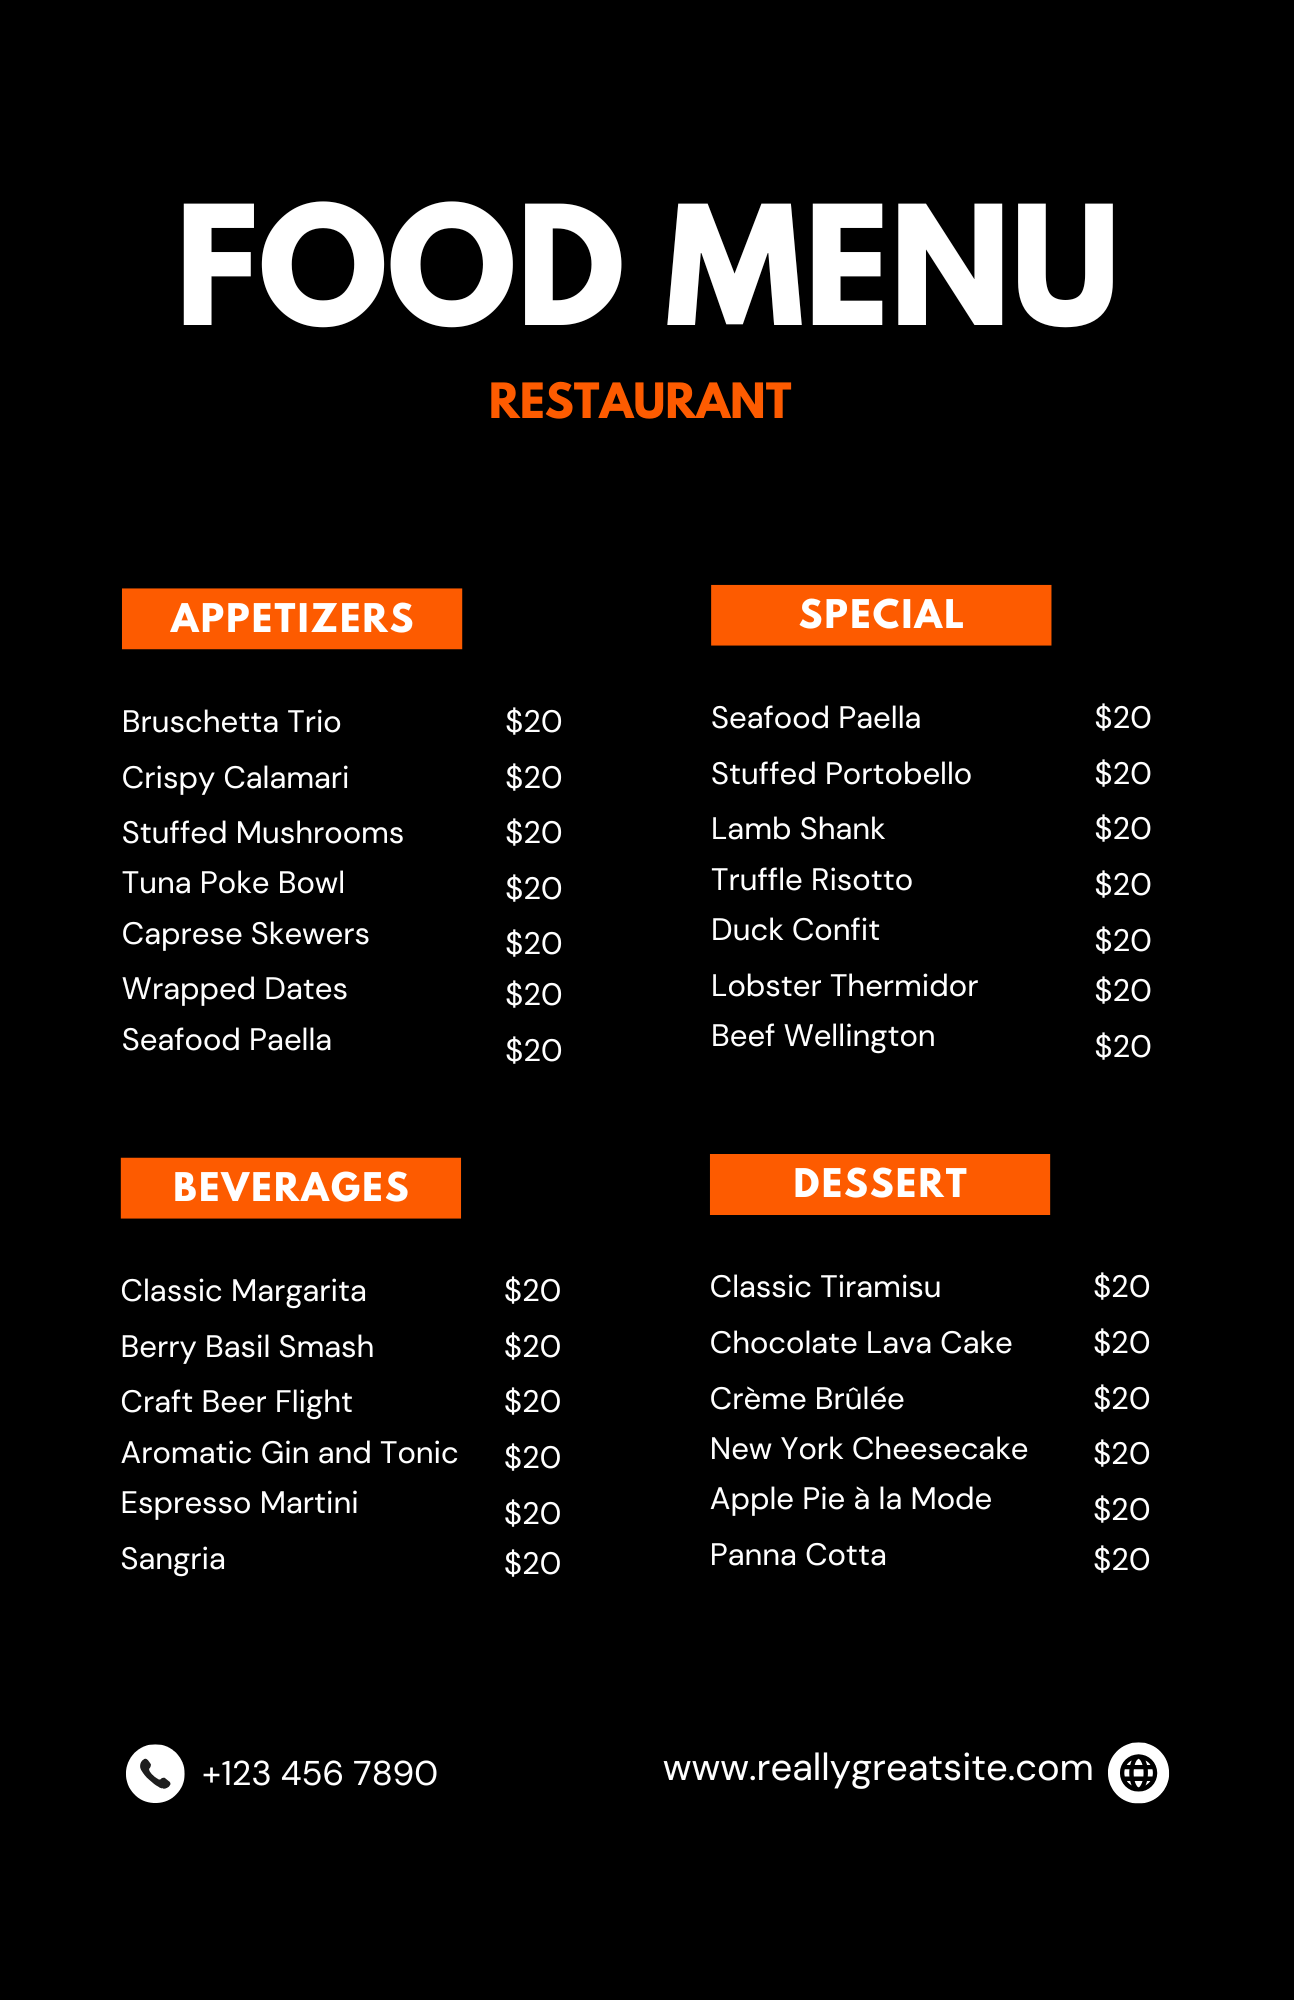 FOOD MENU
RESTAURANT
APPETIZERS
Bruschetta Trio $20
Crispy Calamari $20
Stuffed Mushrooms $20
Tuna Poke Bowl $20
Caprese Skewers $20
Wrapped Dates $20
Seafood Paella $20
SPECIAL
Seafood Paella $20
Stuffed Portobello $20
Lamb Shank $20
Truffle Risotto $20
Duck Confit $20
Lobster Thermidor $20
Beef Wellington $20
BEVERAGES
Classic Margarita $20
Berry Basil Smash $20
Craft Beer Flight $20
Aromatic Gin and Tonic $20
Espresso Martini $20
Sangria $20
DESSERT
Classic Tiramisu $20
Chocolate Lava Cake $20
Crème Brûlée $20
New York Cheesecake $20
Apple Pie à la Mode $20
Panna Cotta $20
+123 456 7890
www.reallygreatsite.com